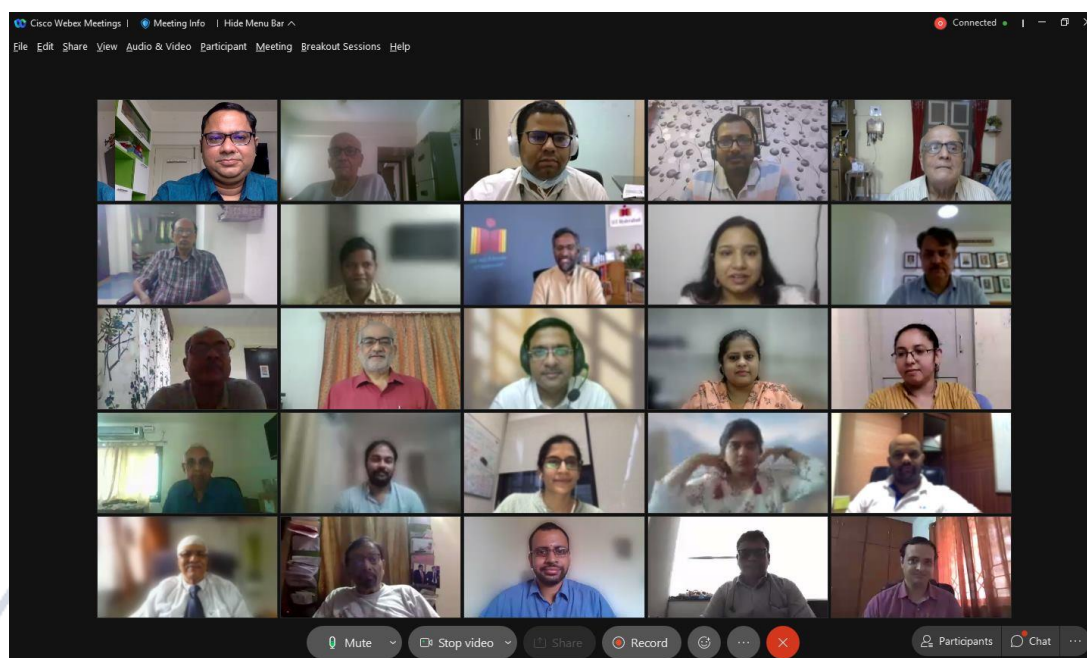 Cisco Webex Meetings | Meeting Info | Hide Menu Bar
Connected
File Edit Share View Audio & Video Participant Meeting Breakout Sessions Help
Mute Stop video Share Record Participants Chat